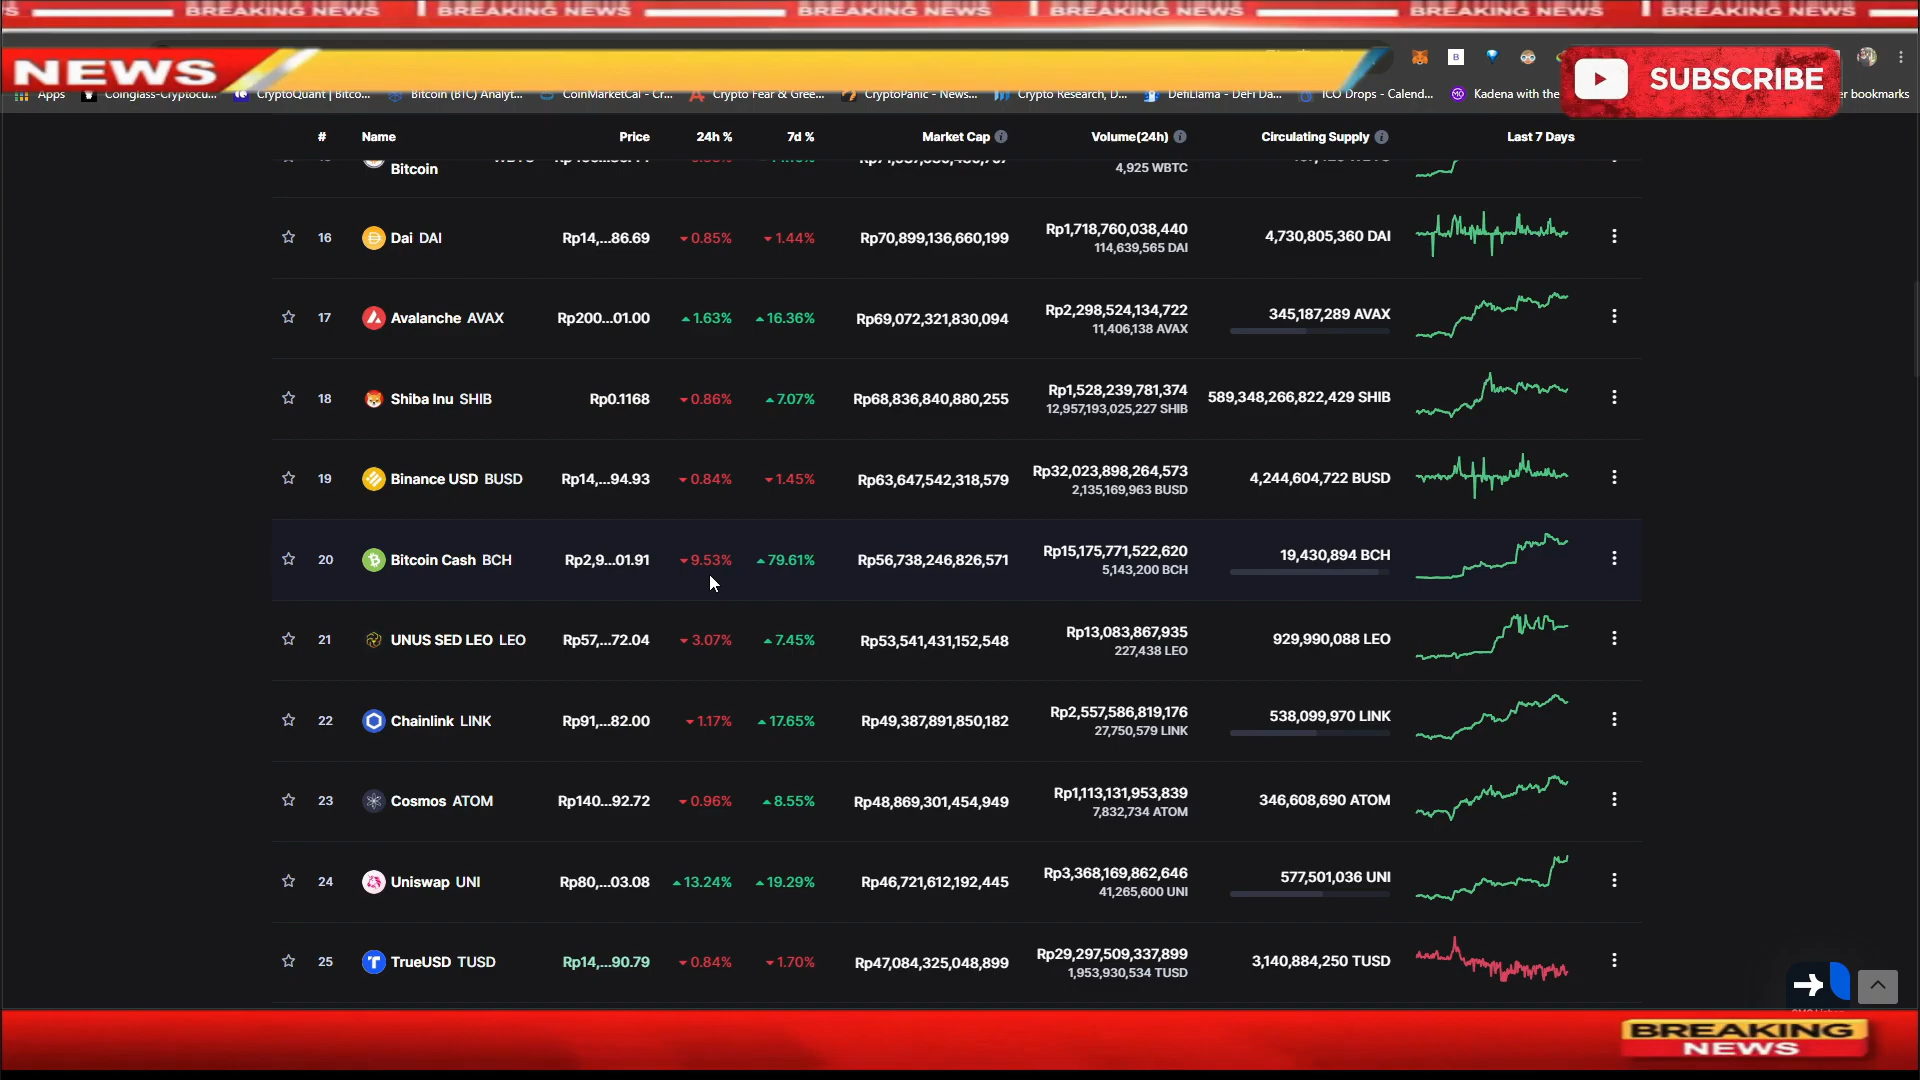 BREAKING NEWS BREAKING NEWS BREAKING NEWS BREAKING NEWS BREAKING NEWS BREAKING NEWS
NEWS
SUBSCRIBE
Apps Coinglass-Cryptocu... CryptoQuant | Bitco... Bitcoin (BTC) Analyt... CoinMarketCal - Cr... Crypto Fear & Gree... CryptoPanic - News... Crypto Research, D... DefiLlama - DeFi Da... ICO Drops - Calend... Kadena with the bookmarks
# Name Price 24h % 7d % Market Cap Volume(24h) Circulating Supply Last 7 Days
Bitcoin 4,925 WBTC
16 Dai DAI Rp14,...86.69 0.85% 1.44% Rp70,899,136,660,199 Rp1,718,760,038,440 4,730,805,360 DAI
114,639,565 DAI
17 Avalanche AVAX Rp200...01.00 1.63% 16.36% Rp69,072,321,830,094 Rp2,298,524,134,722 345,187,289 AVAX
11,406,138 AVAX
18 Shiba Inu SHIB Rp0.1168 0.86% 7.07% Rp68,836,840,880,255 Rp1,528,239,781,374 589,348,266,822,429 SHIB
12,957,193,025,227 SHIB
19 Binance USD BUSD Rp14,...94.93 0.84% 1.45% Rp63,647,542,318,579 Rp32,023,898,264,573 4,244,604,722 BUSD
2,135,169,963 BUSD
20 Bitcoin Cash BCH Rp2,9...01.91 9.53% 79.61% Rp56,738,246,826,571 Rp15,175,771,522,620 19,430,894 BCH
5,143,200 BCH
21 UNUS SED LEO LEO Rp57,...72.04 3.07% 7.45% Rp53,541,431,152,548 Rp13,083,867,935 929,990,088 LEO
227,438 LEO
22 Chainlink LINK Rp91,...82.00 1.17% 17.65% Rp49,387,891,850,182 Rp2,557,586,819,176 538,099,970 LINK
27,750,579 LINK
23 Cosmos ATOM Rp140...92.72 0.96% 8.55% Rp48,869,301,454,949 Rp1,113,131,953,839 346,608,690 ATOM
7,832,734 ATOM
24 Uniswap UNI Rp80,...03.08 13.24% 19.29% Rp46,721,612,192,445 Rp3,368,169,862,646 577,501,036 UNI
41,265,600 UNI
25 TrueUSD TUSD Rp14,...90.79 0.84% 1.70% Rp47,084,325,048,899 Rp29,297,509,337,899 3,140,884,250 TUSD
1,953,930,534 TUSD
BREAKING
NEWS